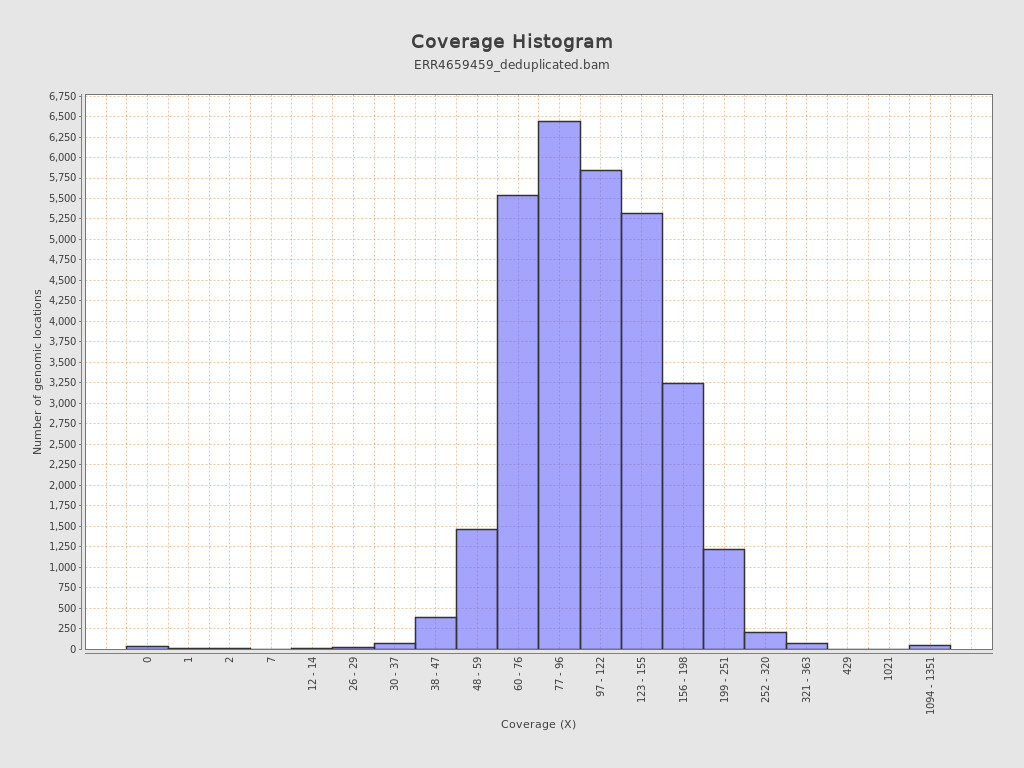 Coverage Histogram
ERR4659459_deduplicated.bam
6,750
6,500
6,250
6,000
5,750
5,500
5,250
5,000
4,750
4,500
4,250
4,000
3,750
3,500
3,250
3,000
2,750
2,500
2,250
2,000
1,750
1,500
1,250
1,000
750
500
250
0
Number of genomic locations
0
1
2
7
12 - 14
26 - 29
30 - 37
38 - 47
48 - 59
60 - 76
77 - 96
97 - 122
123 - 155
156 - 198
199 - 251
252 - 320
321 - 363
429
1021
1094 - 1351
Coverage (X)